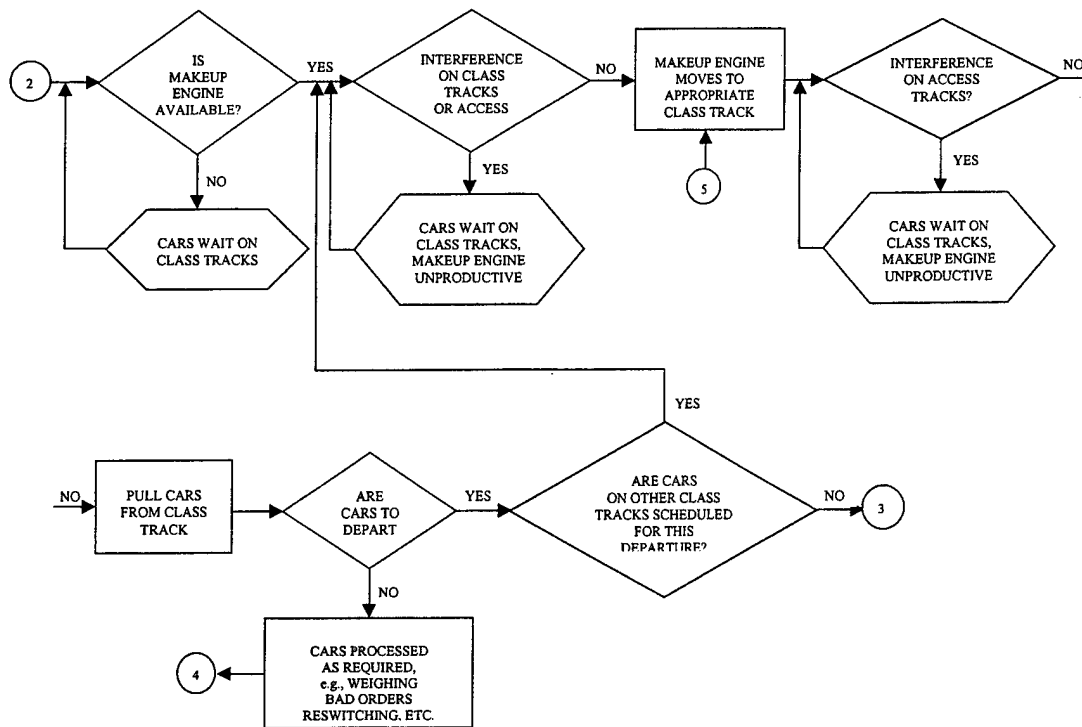 2
IS
MAKEUP
ENGINE
AVAILABLE?
YES
NO
CARS WAIT ON
CLASS TRACKS
INTERFERENCE
ON CLASS
TRACKS
OR ACCESS
NO
YES
CARS WAIT ON
CLASS TRACKS,
MAKEUP ENGINE
UNPRODUCTIVE
MAKEUP ENGINE
MOVES TO
APPROPRIATE
CLASS TRACK
5
INTERFERENCE
ON ACCESS
TRACKS?
NO
YES
CARS WAIT ON
CLASS TRACKS,
MAKEUP ENGINE
UNPRODUCTIVE
NO
PULL CARS
FROM CLASS
TRACK
ARE
CARS TO
DEPART
YES
NO
CARS PROCESSED
AS REQUIRED,
e.g., WEIGHING
BAD ORDERS
RESWITCHING, ETC.
4
YES
ARE CARS
ON OTHER CLASS
TRACKS SCHEDULED
FOR THIS
DEPARTURE?
NO
3